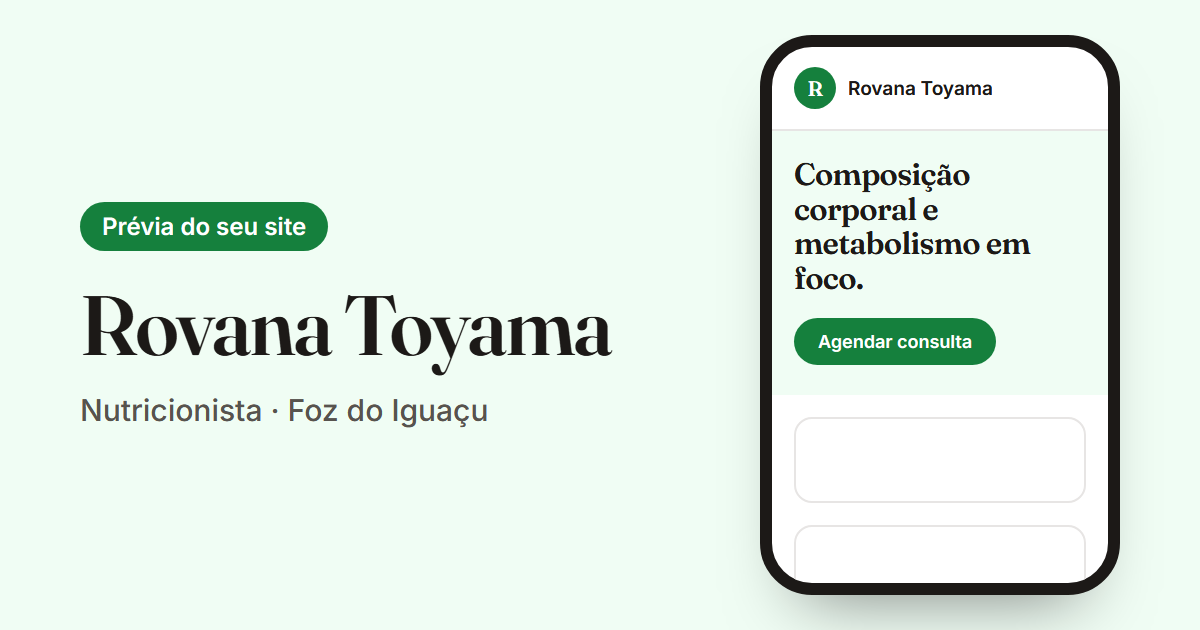 Prévia do seu site
Rovana Toyama
Nutricionista · Foz do Iguaçu
R
Rovana Toyama
Composição
corporal e
metabolismo em
foco.
Agendar consulta